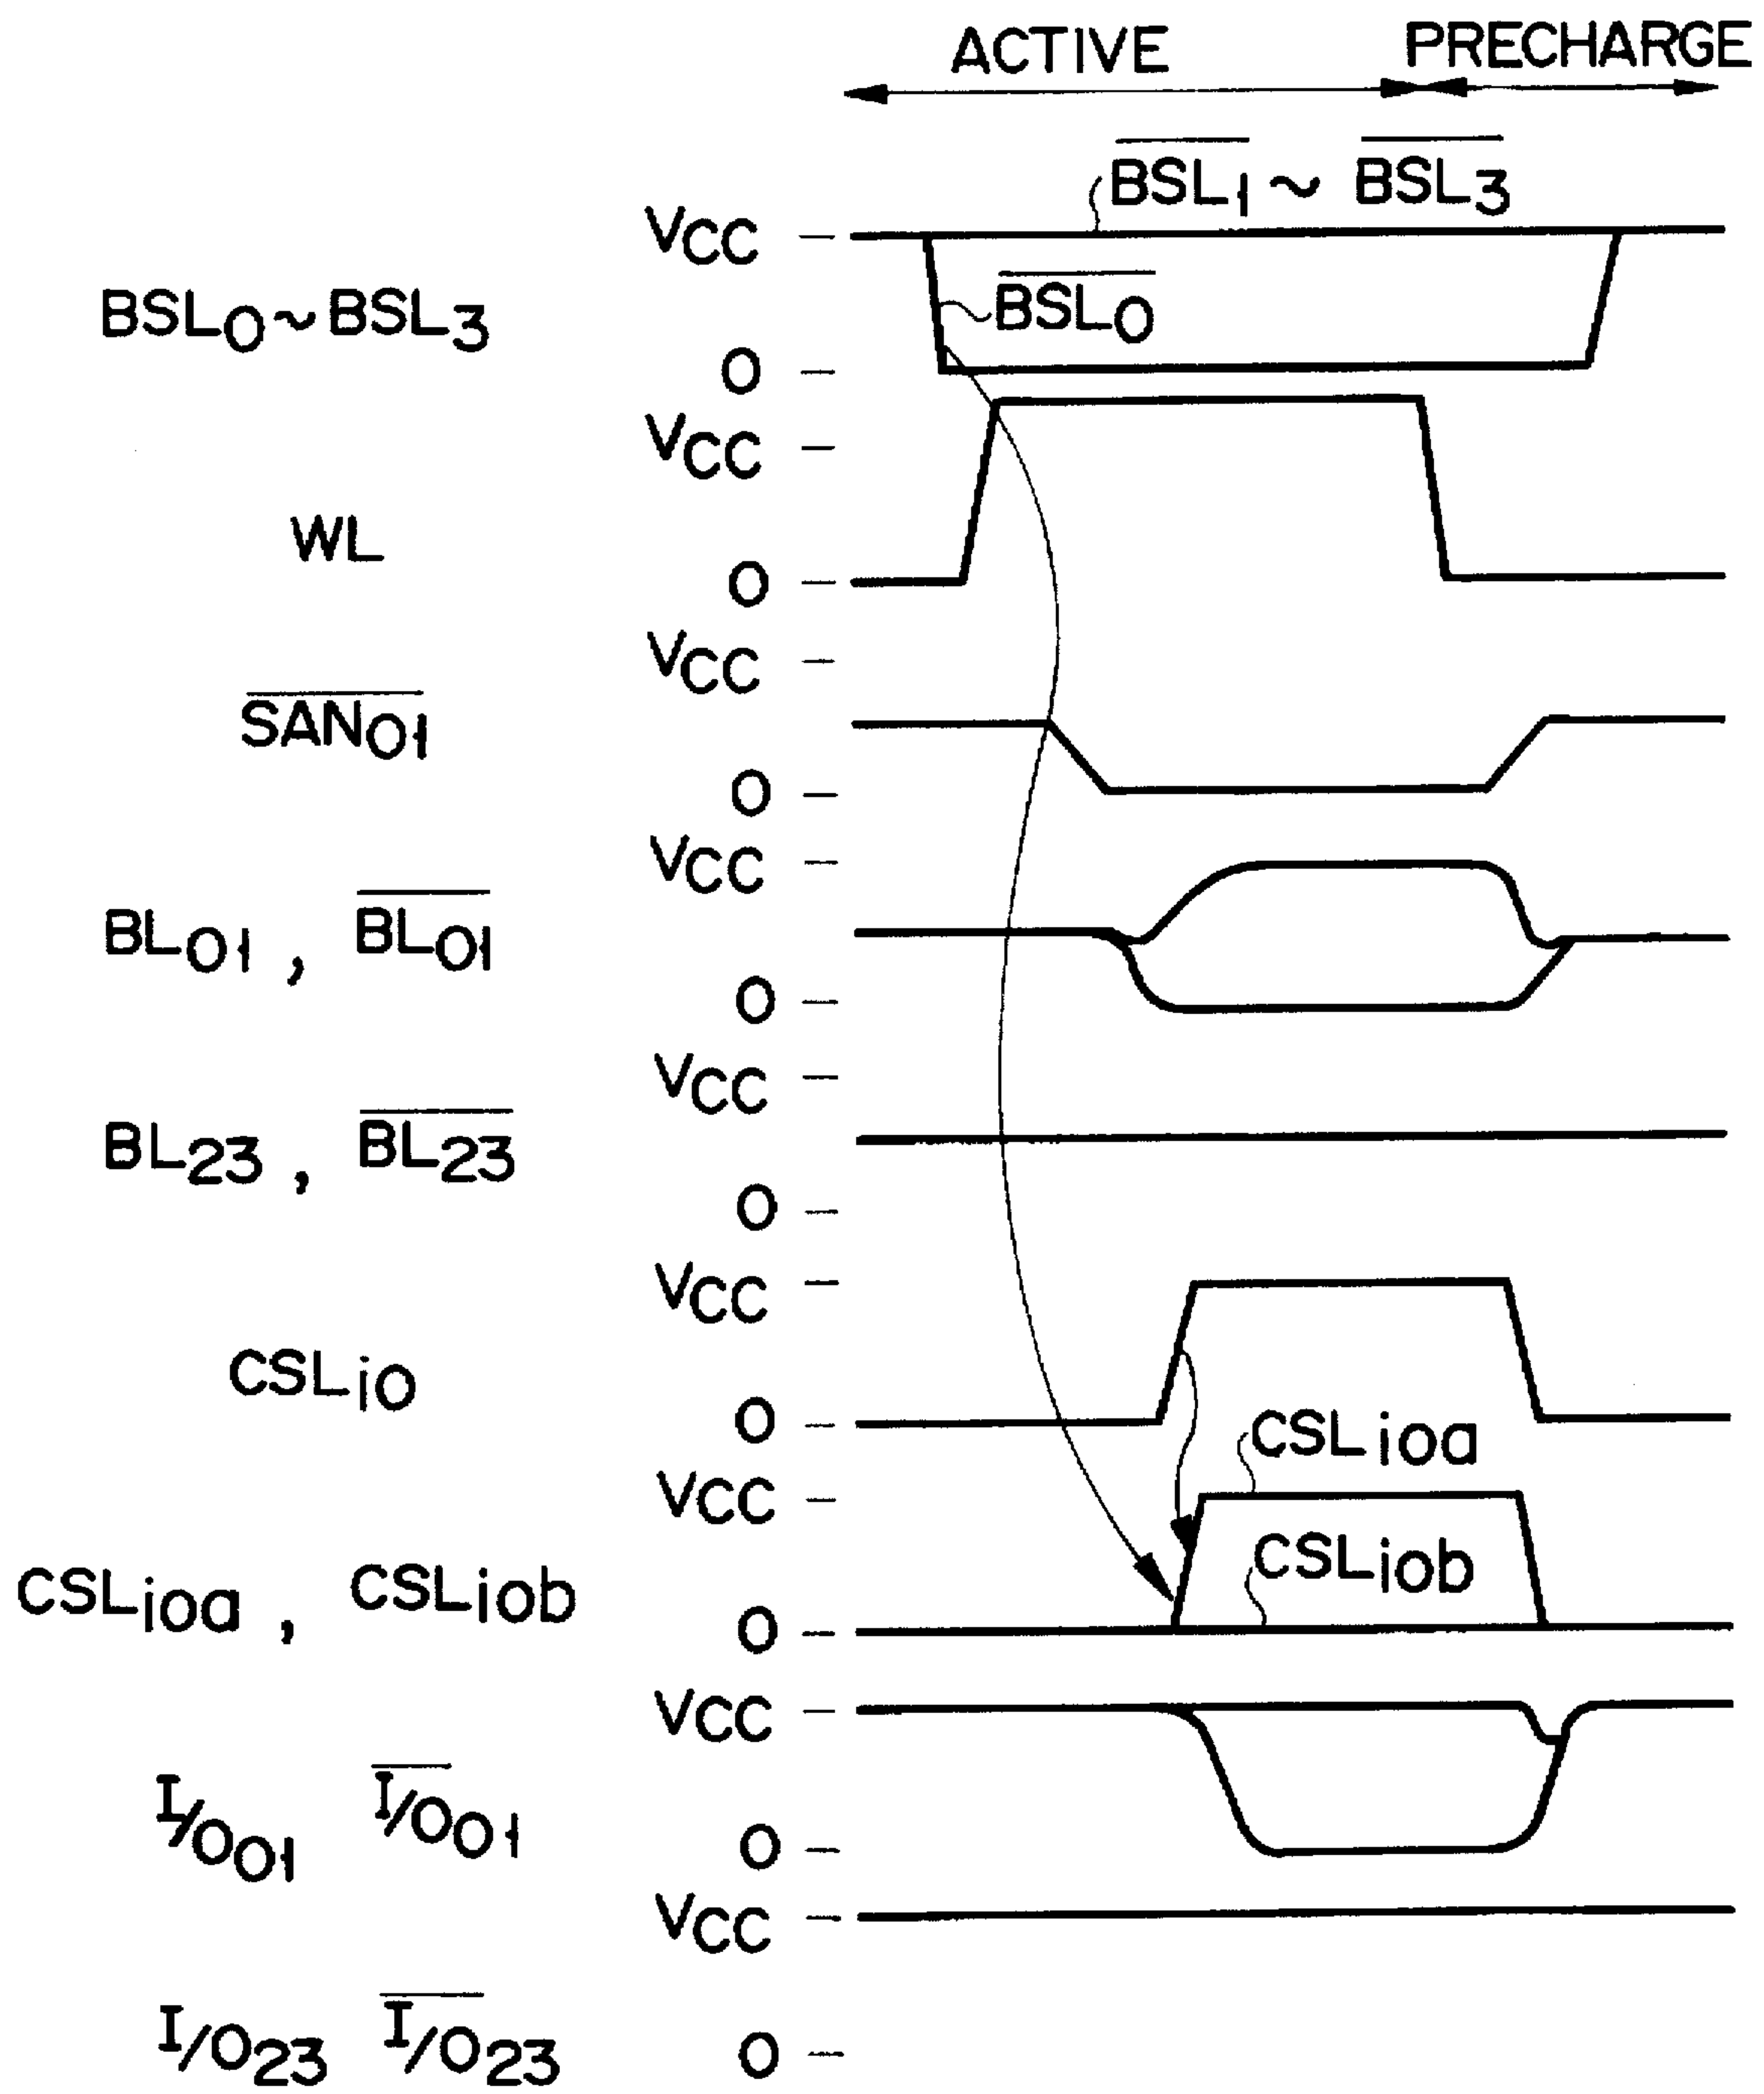 ACTIVE PRECHARGE
BSL1 ~ BSL3
VCC
BSL0 ~ BSL3
BSL0
0
VCC
WL
0
VCC
SAN01
0
VCC
BL01 , BL01
0
VCC
BL23 , BL23
0
VCC
CSLi0
0
CSLi0a
VCC
CSLi0b
CSLi0a , CSLi0b
0
VCC
I/O01 I/O01
0
VCC
I/O23 I/O23
0